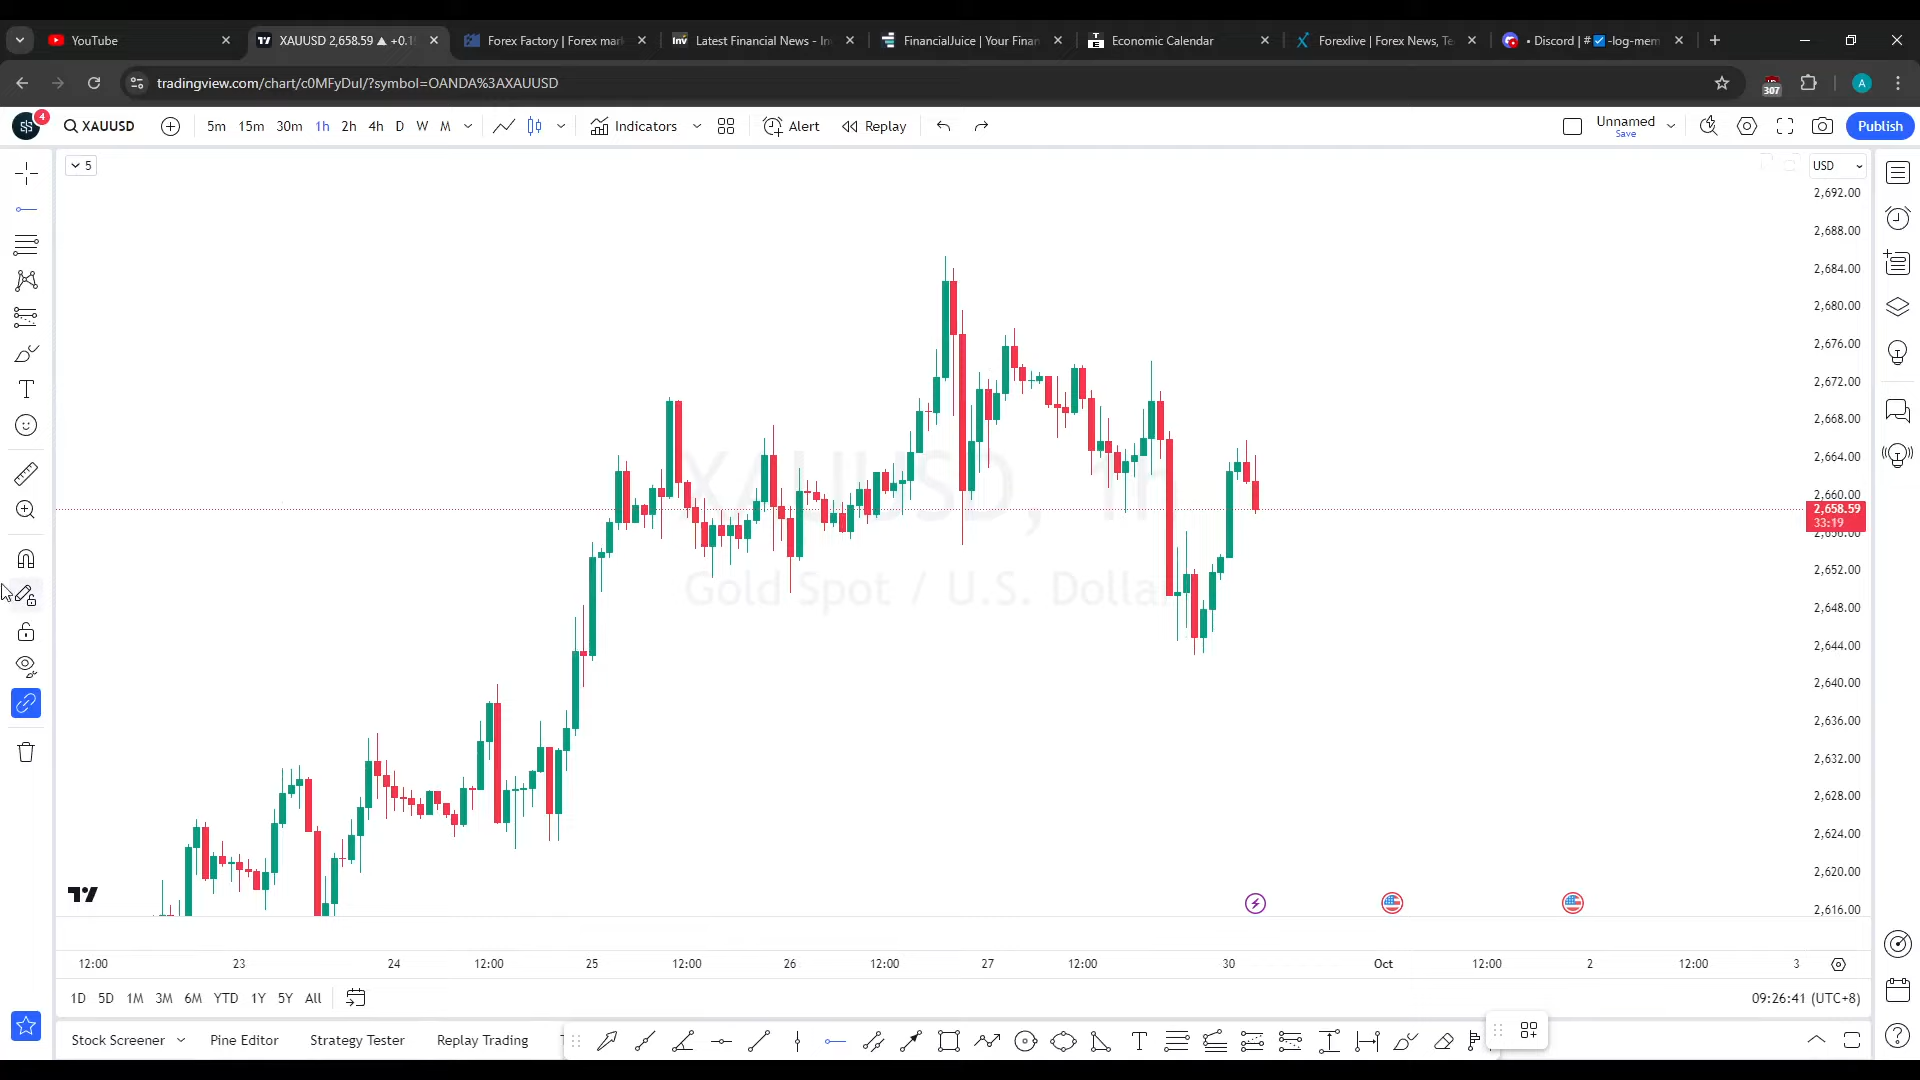 YouTube
XAUUSD 2,658.59 ▲ +0.1
Forex Factory | Forex mark
Latest Financial News - In
FinancialJuice | Your Finan
Economic Calendar
Forexlive | Forex News, Te
• Discord | #✅-log-mem
tradingview.com/chart/c0MFyDul/?symbol=OANDA%3AXAUUSD
307
A
4
XAUUSD
5m 15m 30m 1h 2h 4h D W M
Indicators
Alert
Replay
Unnamed
Save
Publish
5
USD
2,692.00
2,688.00
2,684.00
2,680.00
2,676.00
2,672.00
2,668.00
2,664.00
2,660.00
2,658.59
33:19
2,652.00
2,648.00
2,644.00
2,640.00
2,636.00
2,632.00
2,628.00
2,624.00
2,620.00
2,616.00
XAUUSD, 1h
Gold Spot / U.S. Dollar
12:00 23 24 12:00 25 12:00 26 12:00 27 12:00 30 Oct 12:00 2 12:00 3
1D 5D 1M 3M 6M YTD 1Y 5Y All
09:26:41 (UTC+8)
Stock Screener
Pine Editor
Strategy Tester
Replay Trading